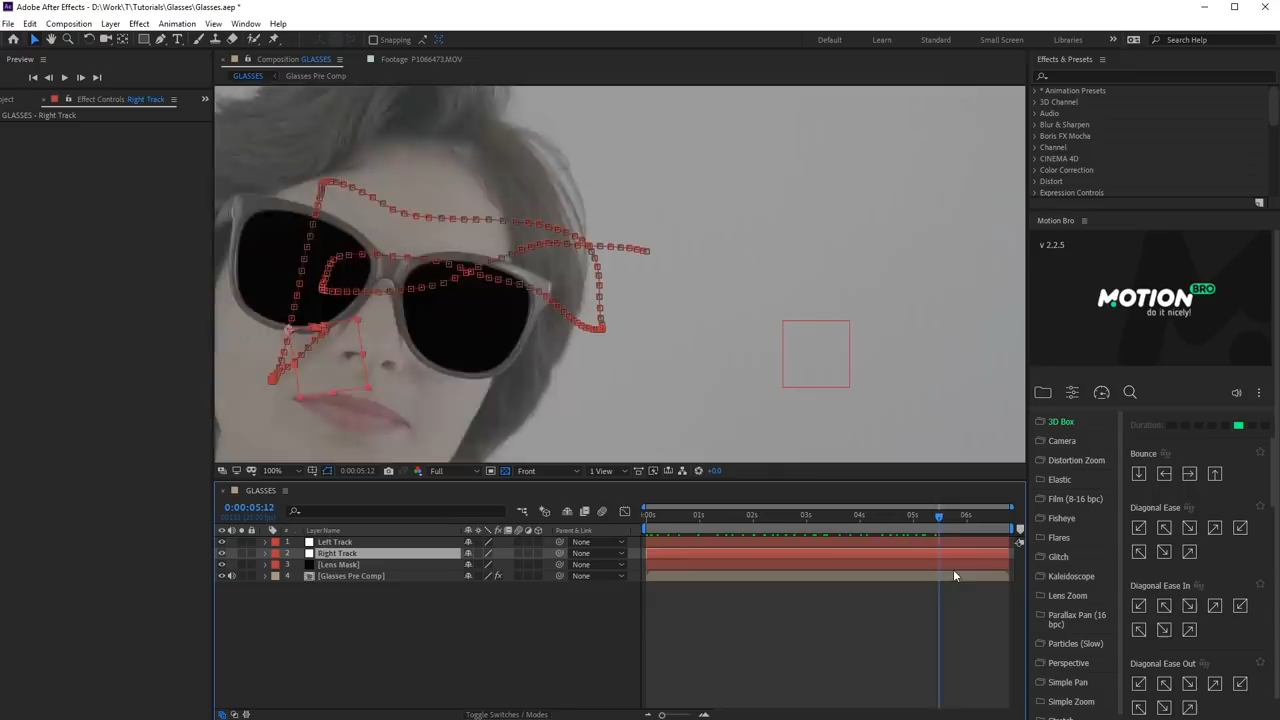 Adobe After Effects - D:\Work\T\Tutorials\Glasses\Glasses.aep *
File Edit Composition Layer Effect Animation View Window Help
Snapping
Default Learn Standard Small Screen Libraries Search Help
Preview
Composition GLASSES
Footage P1066473.MOV
Effects & Presets
GLASSES
Glasses Pre Comp
* Animation Presets
3D Channel
Audio
Blur & Sharpen
Boris FX Mocha
Channel
CINEMA 4D
Color Correction
Distort
Expression Controls
oject
Effect Controls Right Track
GLASSES - Right Track
Motion Bro
v 2.2.5
MOTION BRO
do it nicely!
3D Box
Camera
Distortion Zoom
Elastic
Film (8-16 bpc)
Fisheye
Flares
Glitch
Kaleidoscope
Lens Zoom
Parallax Pan (16
bpc)
Particles (Slow)
Perspective
Simple Pan
Simple Zoom
Stretch
Duration:
Bounce
Diagonal Ease
Diagonal Ease In
Diagonal Ease Out
100%
0:00:05:12
Full
Front
1 View
+0.0
GLASSES
0:00:05:12
# Layer Name
Parent & Link
1 Left Track None
2 Right Track None
3 [Lens Mask] None
4 [Glasses Pre Comp] fx None
:00s 01s 02s 03s 04s 05s 06s
Toggle Switches / Modes